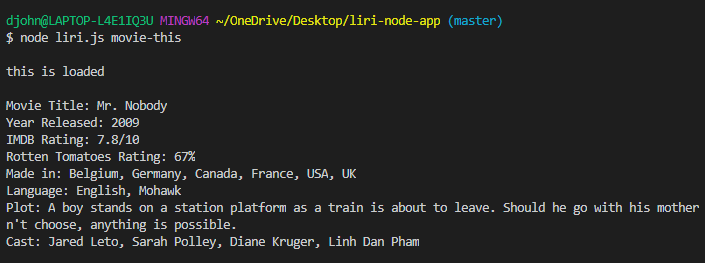 djohn@LAPTOP-L4E1IQ3U MINGW64 ~/OneDrive/Desktop/liri-node-app (master)
$ node liri.js movie-this
this is loaded
Movie Title: Mr. Nobody
Year Released: 2009
IMDB Rating: 7.8/10
Rotten Tomatoes Rating: 67%
Made in: Belgium, Germany, Canada, France, USA, UK
Language: English, Mohawk
Plot: A boy stands on a station platform as a train is about to leave. Should he go with his mother
n't choose, anything is possible.
Cast: Jared Leto, Sarah Polley, Diane Kruger, Linh Dan Pham